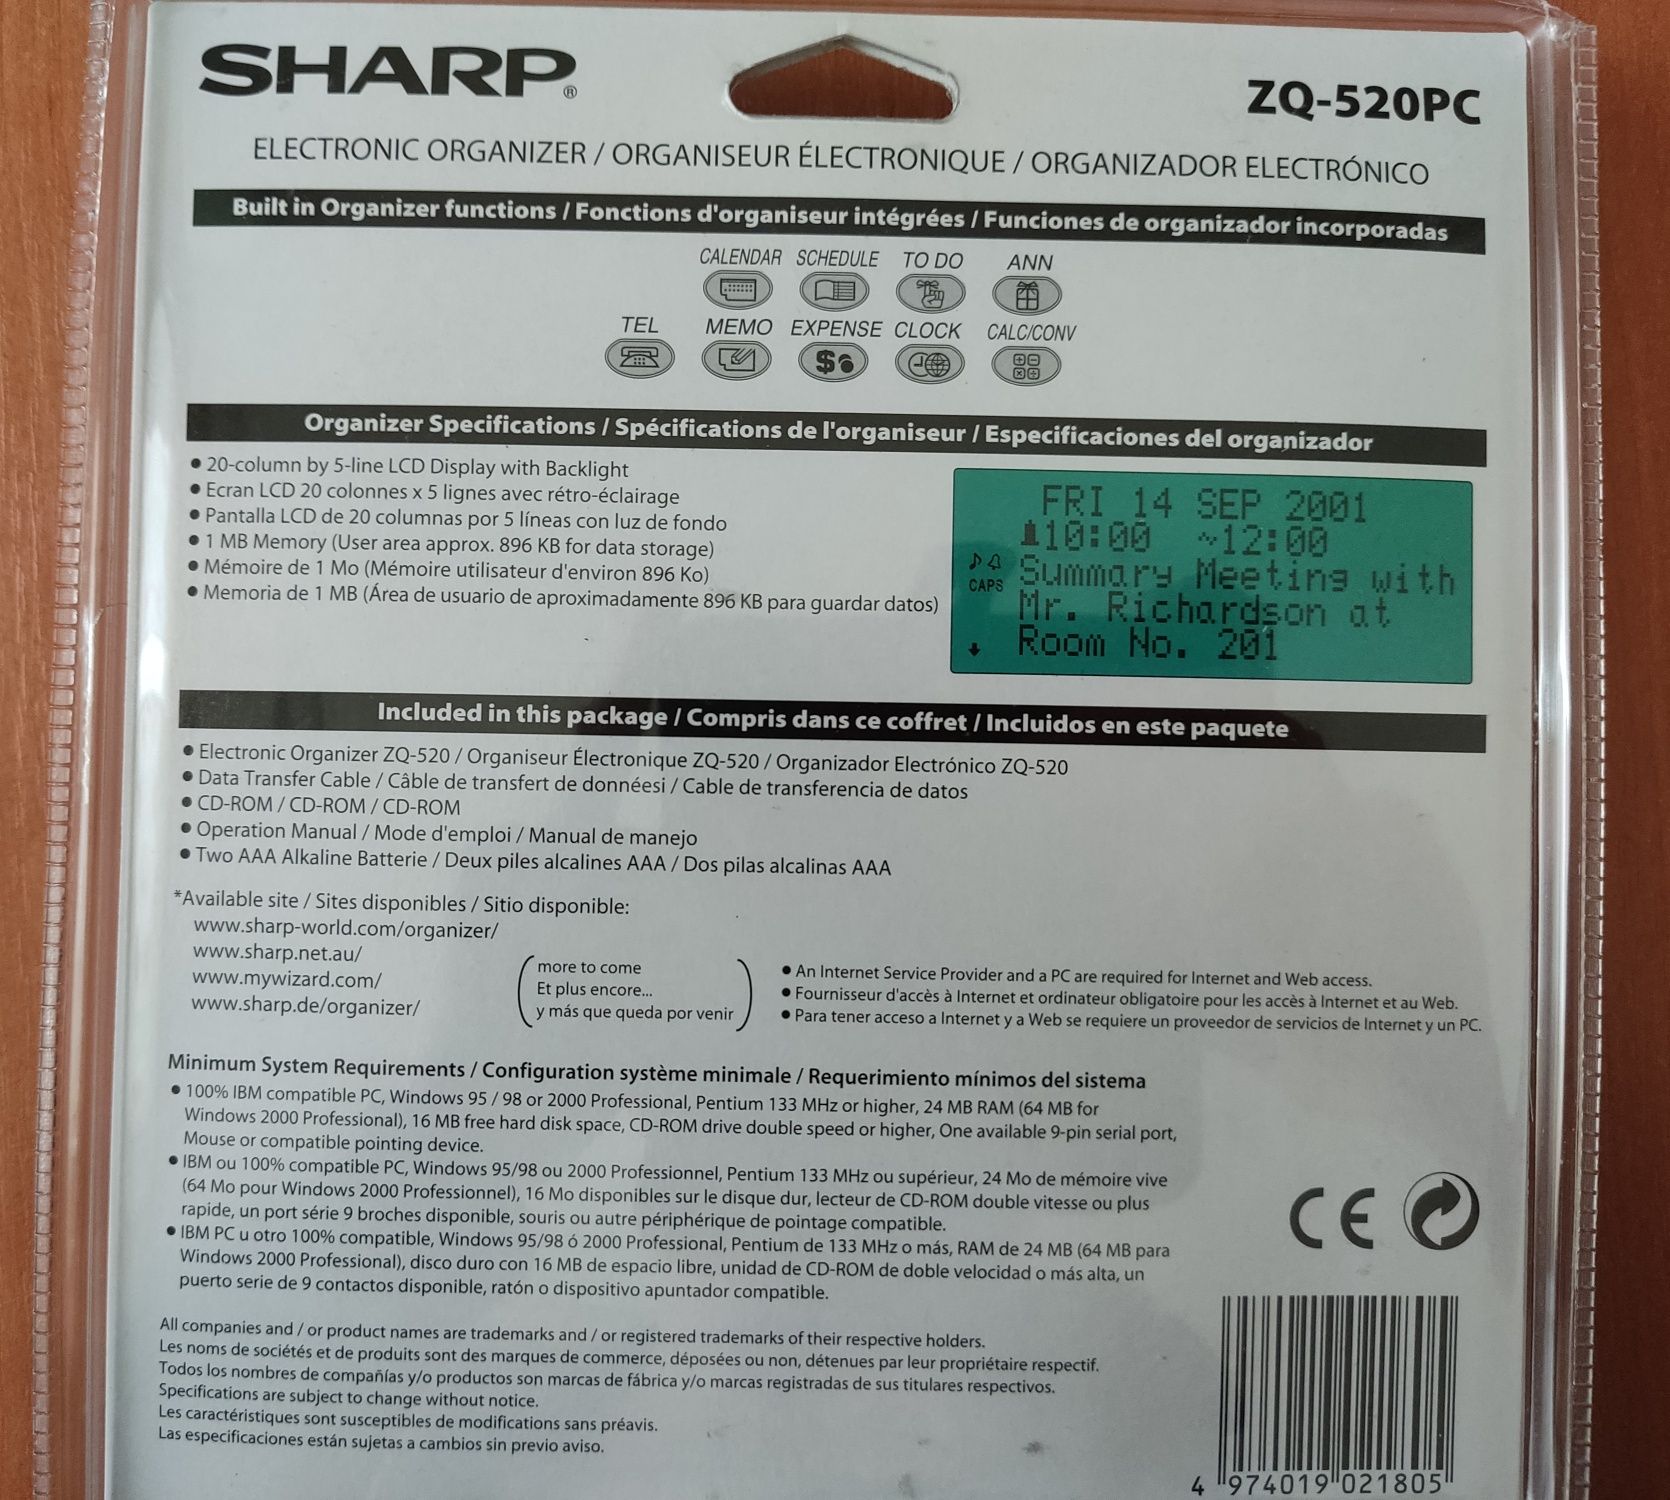 SHARP®
ZQ-520PC
ELECTRONIC ORGANIZER / ORGANISEUR ÉLECTRONIQUE / ORGANIZADOR ELECTRÓNICO
Built in Organizer functions / Fonctions d'organiseur intégrées / Funciones de organizador incorporadas
CALENDAR SCHEDULE TO DO ANN
TEL MEMO EXPENSE CLOCK CALC/CONV
Organizer Specifications / Spécifications de l'organiseur / Especificaciones del organizador
• 20-column by 5-line LCD Display with Backlight
• Ecran LCD 20 colonnes x 5 lignes avec rétro-éclairage
• Pantalla LCD de 20 columnas por 5 líneas con luz de fondo
• 1 MB Memory (User area approx. 896 KB for data storage)
• Mémoire de 1 Mo (Mémoire utilisateur d'environ 896 Ko)
• Memoria de 1 MB (Área de usuario de aproximadamente 896 KB para guardar datos)
FRI 14 SEP 2001
10:00 ~12:00
Summary Meeting with
CAPS
Mr. Richardson at
Room No. 201
Included in this package / Compris dans ce coffret / Incluidos en este paquete
• Electronic Organizer ZQ-520 / Organiseur Électronique ZQ-520 / Organizador Electrónico ZQ-520
• Data Transfer Cable / Câble de transfert de donnéesi / Cable de transferencia de datos
• CD-ROM / CD-ROM / CD-ROM
• Operation Manual / Mode d'emploi / Manual de manejo
• Two AAA Alkaline Batterie / Deux piles alcalines AAA / Dos pilas alcalinas AAA
*Available site / Sites disponibles / Sitio disponible:
www.sharp-world.com/organizer/
www.sharp.net.au/
www.mywizard.com/
www.sharp.de/organizer/
more to come
Et plus encore...
y más que queda por venir
• An Internet Service Provider and a PC are required for Internet and Web access.
• Fournisseur d'accès à Internet et ordinateur obligatoire pour les accès à Internet et au Web.
• Para tener acceso a Internet y a Web se requiere un proveedor de servicios de Internet y un PC.
Minimum System Requirements / Configuration système minimale / Requerimiento mínimos del sistema
• 100% IBM compatible PC, Windows 95 / 98 or 2000 Professional, Pentium 133 MHz or higher, 24 MB RAM (64 MB for
Windows 2000 Professional), 16 MB free hard disk space, CD-ROM drive double speed or higher, One available 9-pin serial port,
Mouse or compatible pointing device.
• IBM ou 100% compatible PC, Windows 95/98 ou 2000 Professionnel, Pentium 133 MHz ou supérieur, 24 Mo de mémoire vive
(64 Mo pour Windows 2000 Professionnel), 16 Mo disponibles sur le disque dur, lecteur de CD-ROM double vitesse ou plus
rapide, un port série 9 broches disponible, souris ou autre périphérique de pointage compatible.
• IBM PC u otro 100% compatible, Windows 95/98 ó 2000 Professional, Pentium de 133 MHz o más, RAM de 24 MB (64 MB para
Windows 2000 Professional), disco duro con 16 MB de espacio libre, unidad de CD-ROM de doble velocidad o más alta, un
puerto serie de 9 contactos disponible, ratón o dispositivo apuntador compatible.
CE
All companies and / or product names are trademarks and / or registered trademarks of their respective holders.
Les noms de sociétés et de produits sont des marques de commerce, déposées ou non, détenues par leur propriétaire respectif.
Todos los nombres de compañías y/o productos son marcas de fábrica y/o marcas registradas de sus titulares respectivos.
Specifications are subject to change without notice.
Les caractéristiques sont susceptibles de modifications sans préavis.
Las especificaciones están sujetas a cambios sin previo aviso.
4 974019 021805